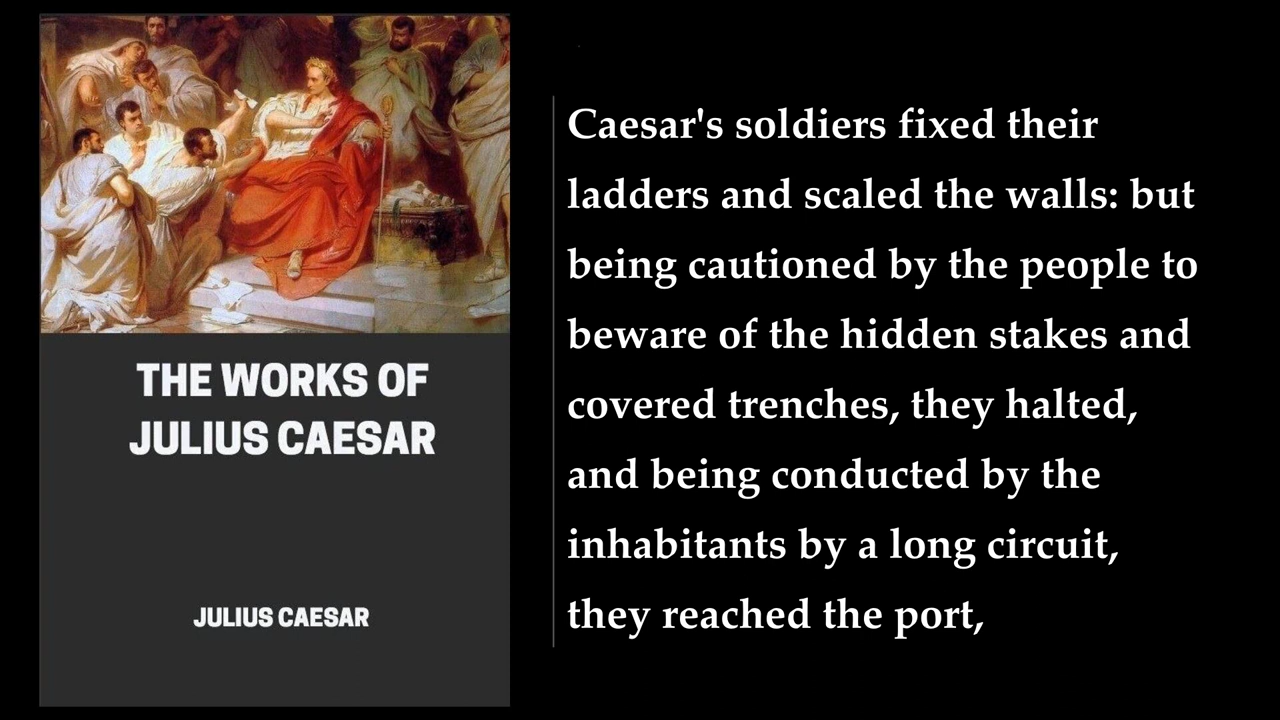 THE WORKS OF
JULIUS CAESAR
JULIUS CAESAR
Caesar's soldiers fixed their
ladders and scaled the walls: but
being cautioned by the people to
beware of the hidden stakes and
covered trenches, they halted,
and being conducted by the
inhabitants by a long circuit,
they reached the port,